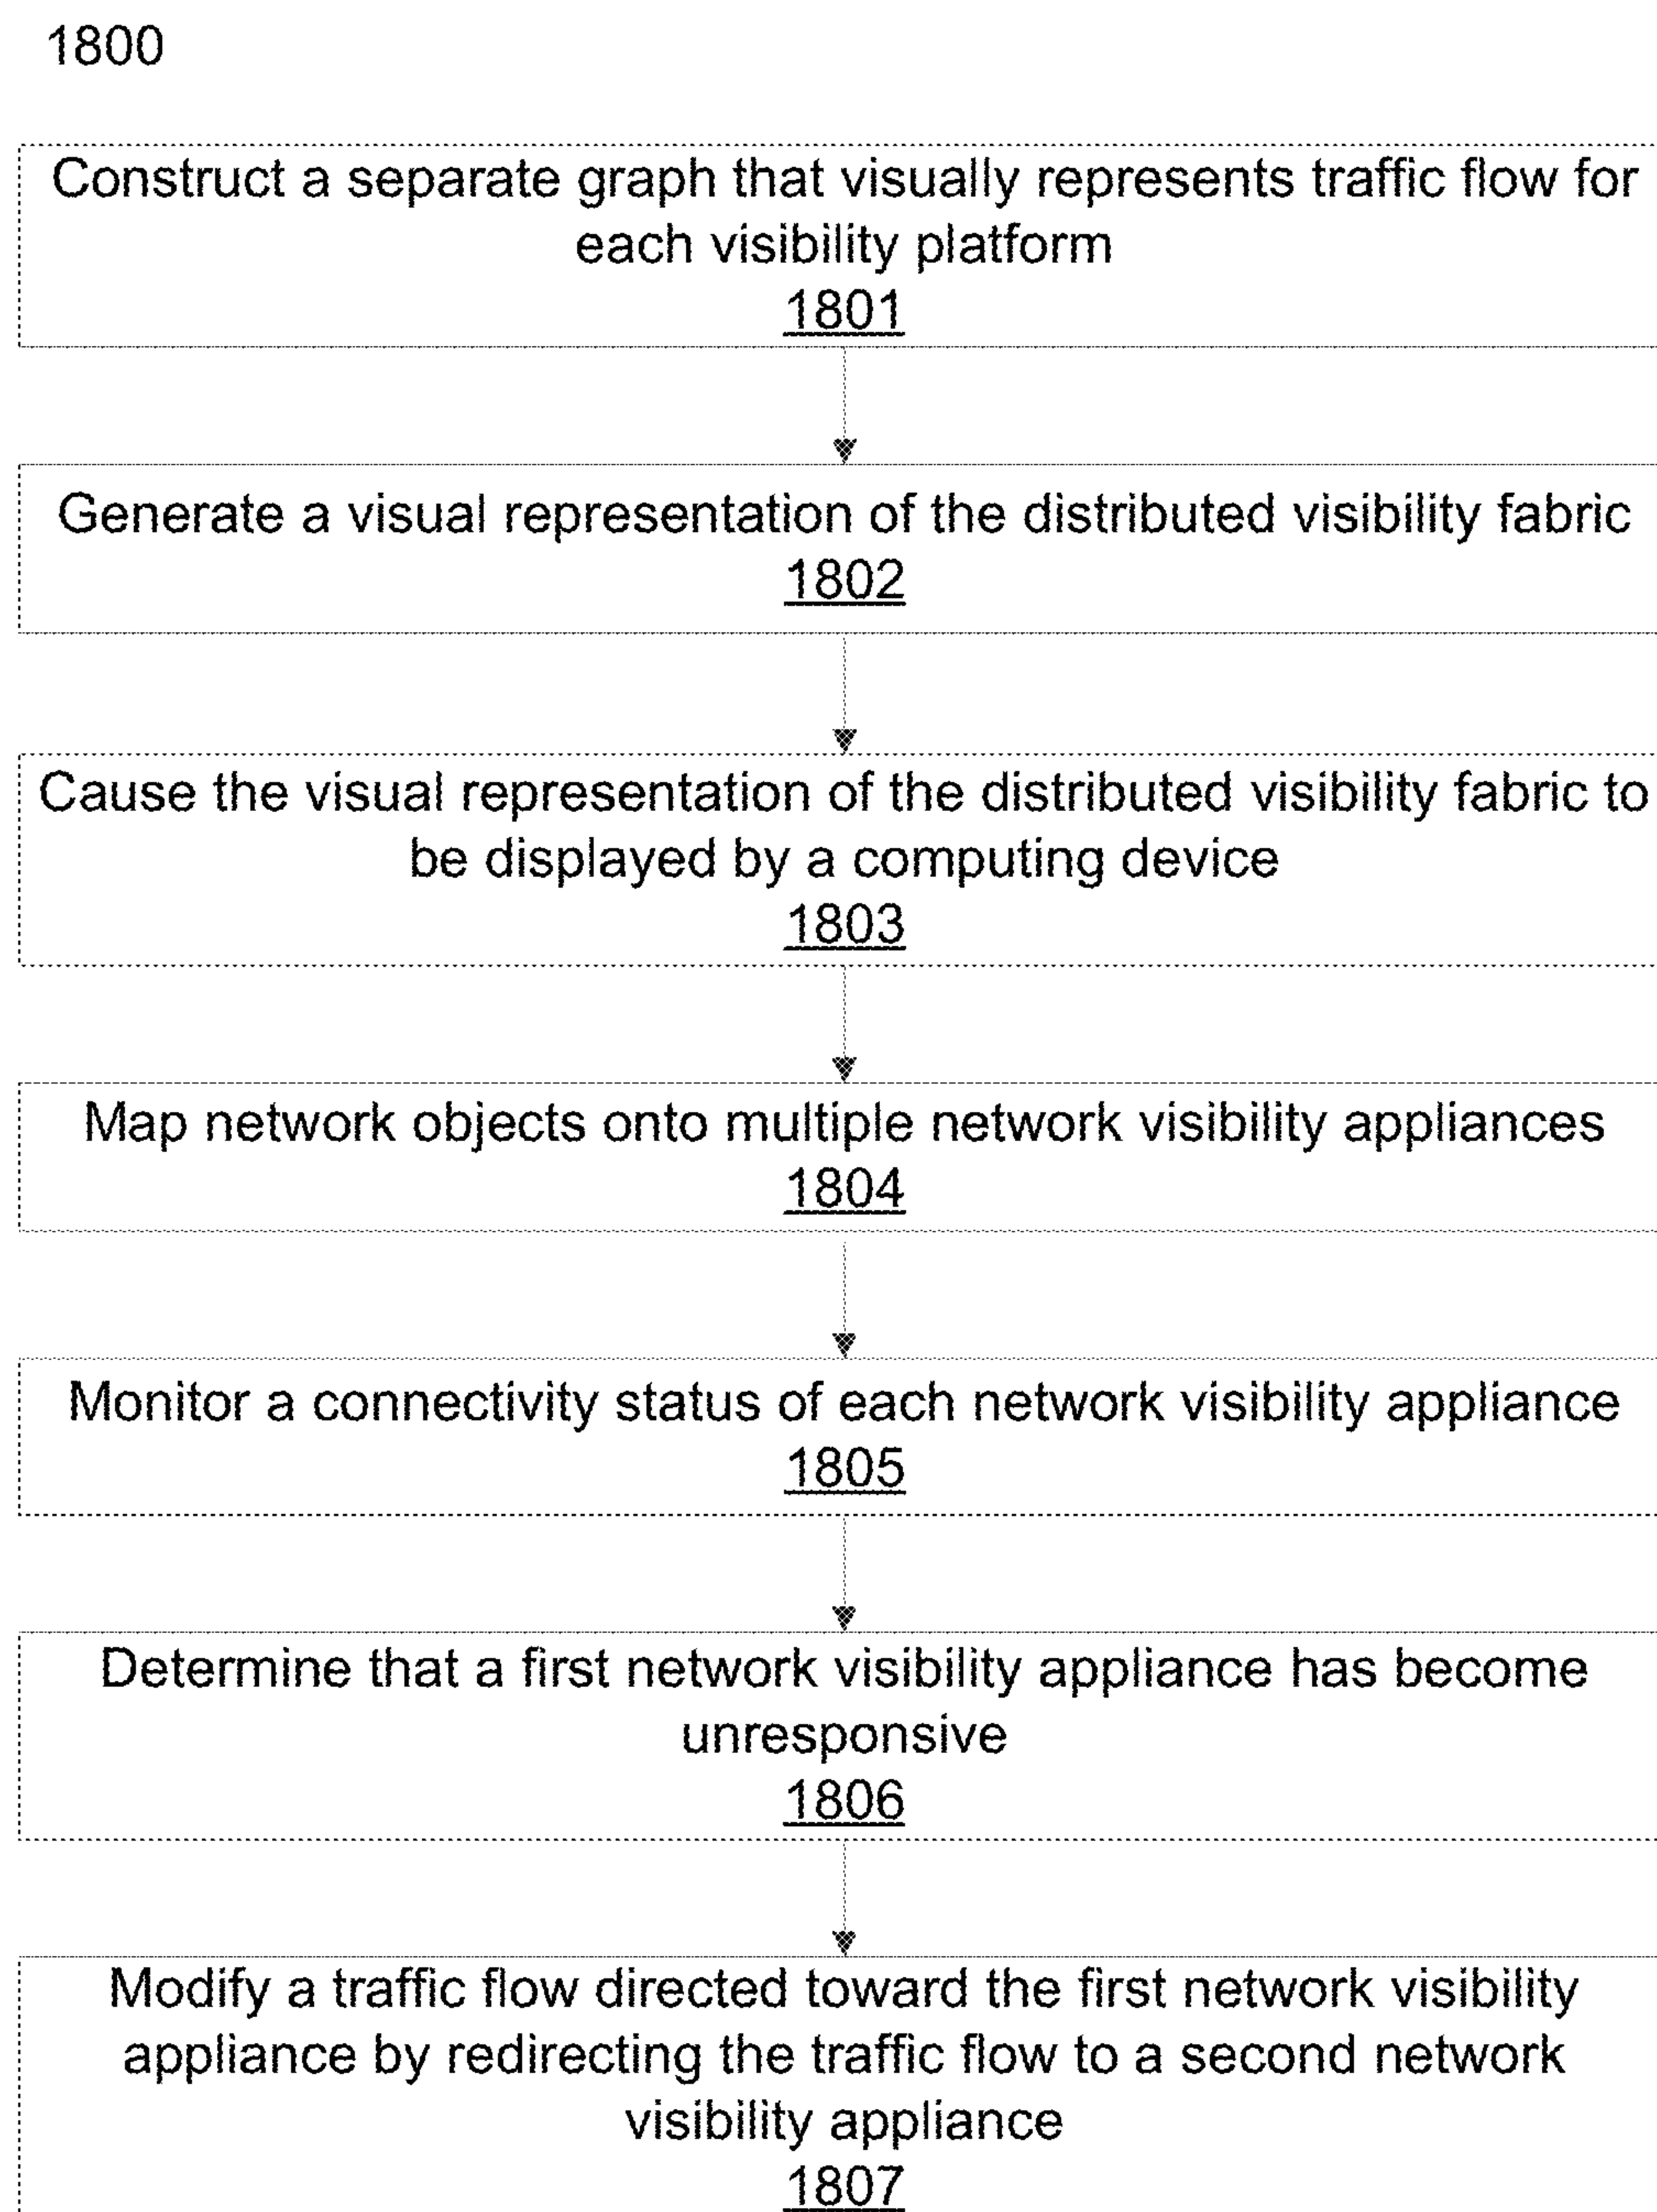 1800
Construct a separate graph that visually represents traffic flow for
each visibility platform
1801
Generate a visual representation of the distributed visibility fabric
1802
Cause the visual representation of the distributed visibility fabric to
be displayed by a computing device
1803
Map network objects onto multiple network visibility appliances
1804
Monitor a connectivity status of each network visibility appliance
1805
Determine that a first network visibility appliance has become
unresponsive
1806
Modify a traffic flow directed toward the first network visibility
appliance by redirecting the traffic flow to a second network
visibility appliance
1807